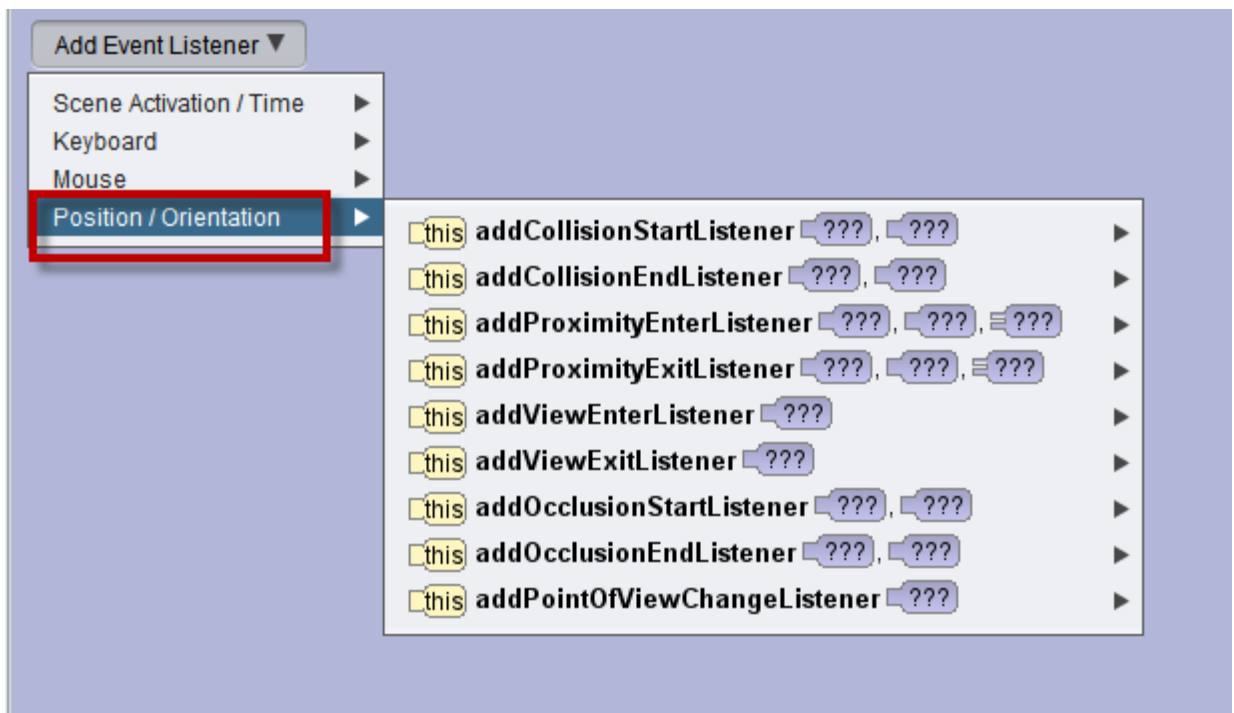 Add Event Listener ▼
Scene Activation / Time
Keyboard
Mouse
Position / Orientation
this addCollisionStartListener ???, ???
this addCollisionEndListener ???, ???
this addProximityEnterListener ???, ???, ???
this addProximityExitListener ???, ???, ???
this addViewEnterListener ???
this addViewExitListener ???
this addOcclusionStartListener ???, ???
this addOcclusionEndListener ???, ???
this addPointOfViewChangeListener ???